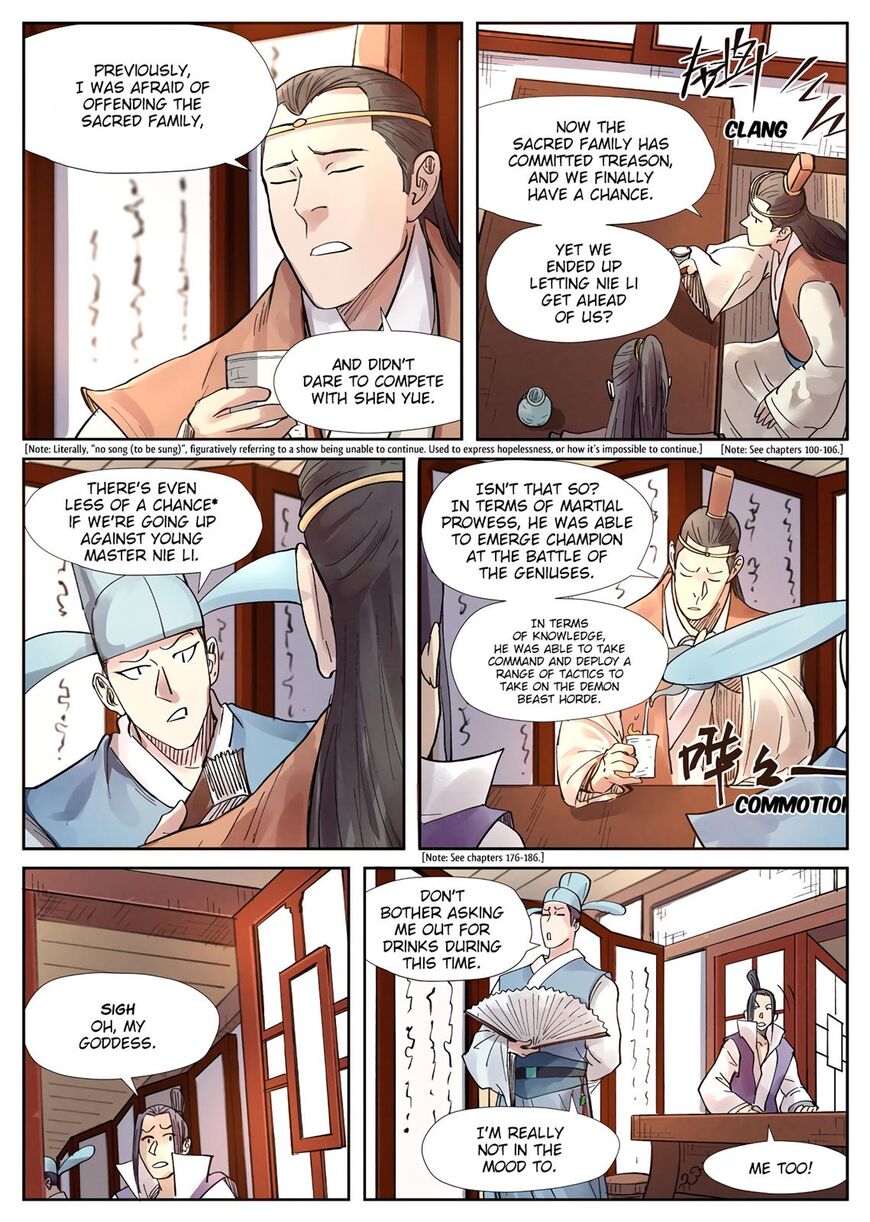 PREVIOUSLY,
I WAS AFRAID OF
OFFENDING THE
SACRED FAMILY,
AND DIDN'T
DARE TO COMPETE
WITH SHEN YUE.
CLANG
NOW THE
SACRED FAMILY HAS
COMMITTED TREASON,
AND WE FINALLY
HAVE A CHANCE.
YET WE
ENDED UP
LETTING NIE LI
GET AHEAD
OF US?
[Note: Literally, "no song (to be sung)", figuratively referring to a show being unable to continue. Used to express hopelessness, or how it's impossible to continue.]
[Note: See chapters 100-106.]
THERE'S EVEN
LESS OF A CHANCE*
IF WE'RE GOING UP
AGAINST YOUNG
MASTER NIE LI.
ISN'T THAT SO?
IN TERMS OF MARTIAL
PROWESS, HE WAS ABLE
TO EMERGE CHAMPION
AT THE BATTLE OF
THE GENIUSES.
IN TERMS
OF KNOWLEDGE,
HE WAS ABLE TO TAKE
COMMAND AND DEPLOY A
RANGE OF TACTICS TO
TAKE ON THE DEMON
BEAST HORDE.
COMMOTION
[Note: See chapters 176-186.]
SIGH
OH, MY
GODDESS.
DON'T
BOTHER ASKING
ME OUT FOR
DRINKS DURING
THIS TIME.
I'M REALLY
NOT IN THE
MOOD TO.
ME TOO!